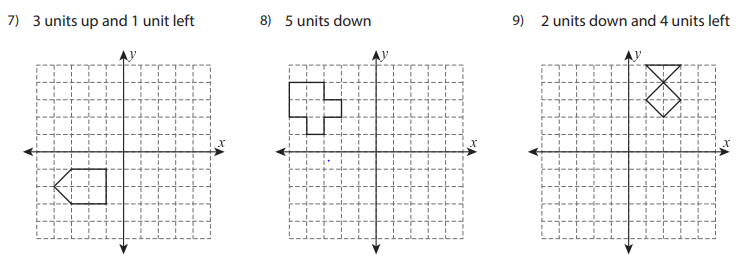 7) 3 units up and 1 unit left
8) 5 units down
9) 2 units down and 4 units left
y
y
y
x
x
x